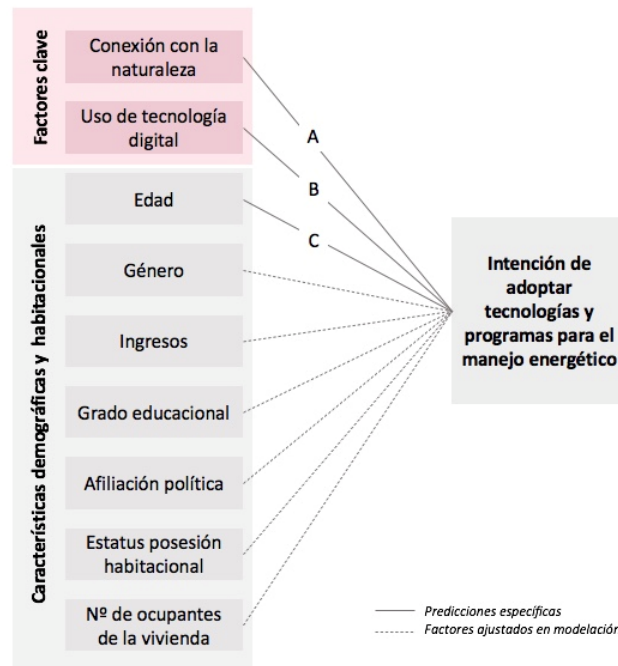 Factores clave
Conexión con la
naturaleza
Uso de tecnología
digital
Características demográficas y habitacionales
Edad
Género
Ingresos
Grado educacional
Afiliación política
Estatus posesión
habitacional
Nº de ocupantes
de la vivienda
A
B
C
Intención de
adoptar
tecnologías y
programas para el
manejo energético
Predicciones específicas
Factores ajustados en modelación